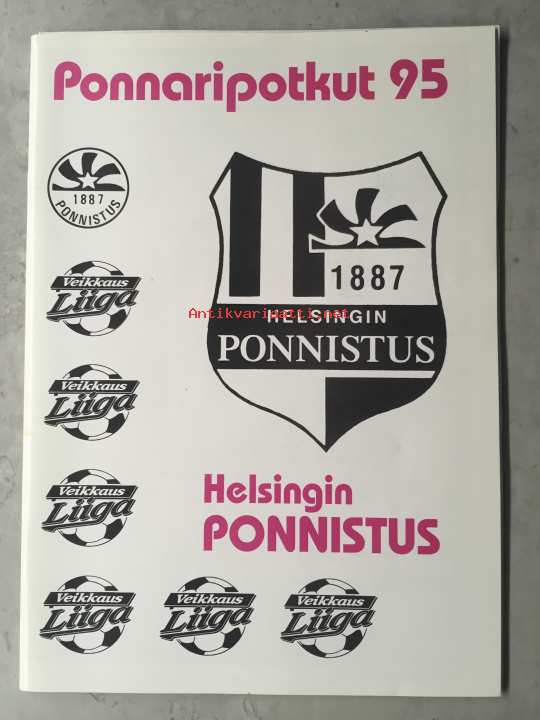 Ponnaripotkut 95
1887
PONNISTUS
1887
HELSINGIN
PONNISTUS
Antikvariaatti.net
Veikkaus
Liiga
Veikkaus
Liiga
Veikkaus
Liiga
Helsingin
PONNISTUS
Veikkaus
Liiga
Veikkaus
Liiga
Veikkaus
Liiga